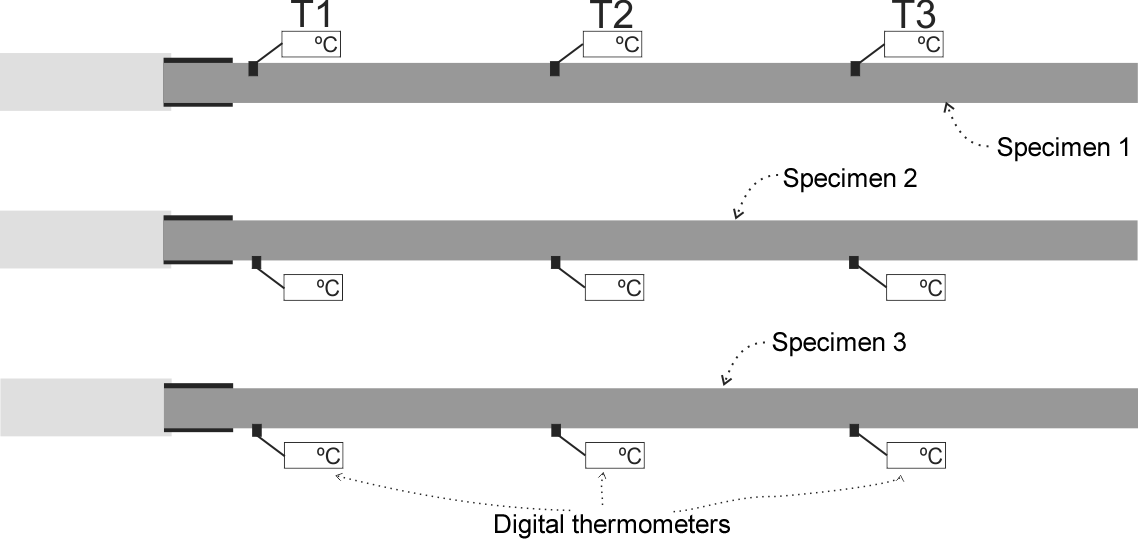 T1 T2 T3
ºC ºC ºC
Specimen 1
Specimen 2
ºC ºC ºC
Specimen 3
ºC ºC ºC
Digital thermometers